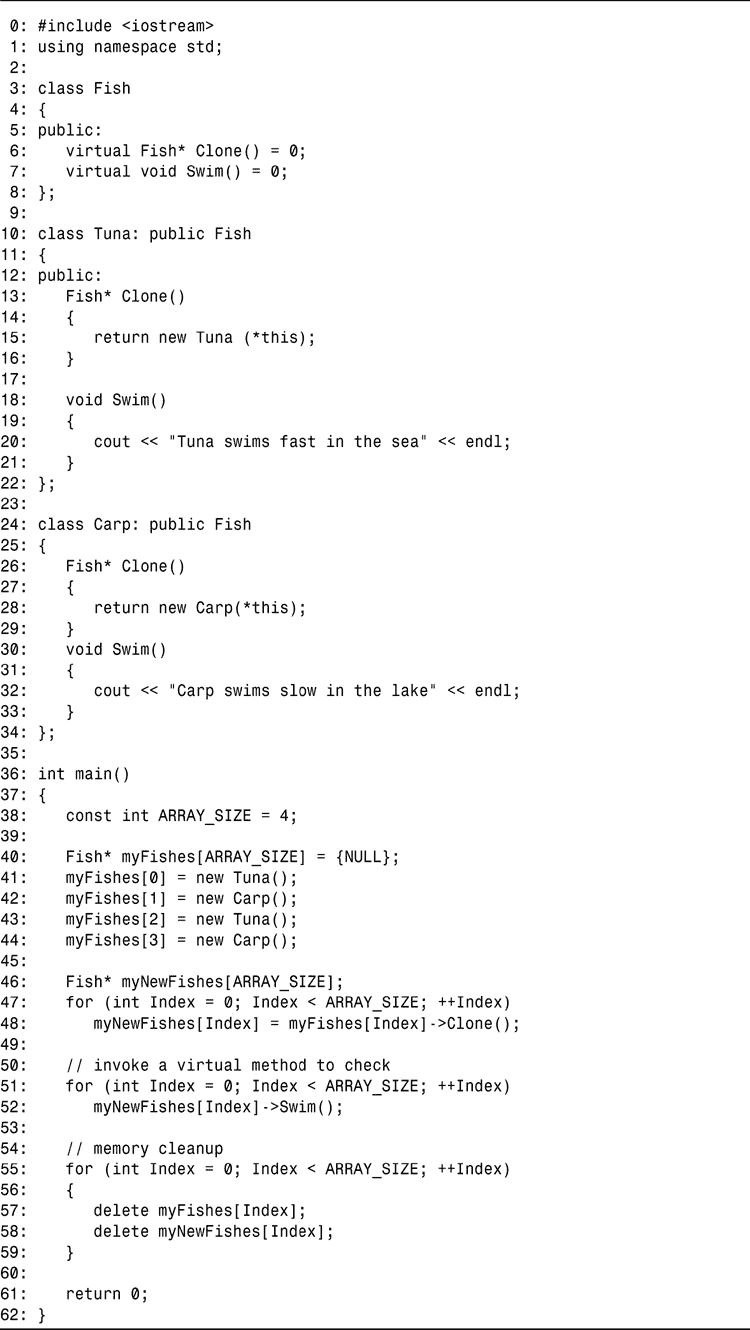 0: #include <iostream>
1: using namespace std;
2:
3: class Fish
4: {
5: public:
6:    virtual Fish* Clone() = 0;
7:    virtual void Swim() = 0;
8: };
9:
10: class Tuna: public Fish
11: {
12: public:
13:    Fish* Clone()
14:    {
15:       return new Tuna (*this);
16:    }
17:
18:    void Swim()
19:    {
20:       cout << "Tuna swims fast in the sea" << endl;
21:    }
22: };
23:
24: class Carp: public Fish
25: {
26:    Fish* Clone()
27:    {
28:       return new Carp(*this);
29:    }
30:    void Swim()
31:    {
32:       cout << "Carp swims slow in the lake" << endl;
33:    }
34: };
35:
36: int main()
37: {
38:    const int ARRAY_SIZE = 4;
39:
40:    Fish* myFishes[ARRAY_SIZE] = {NULL};
41:    myFishes[0] = new Tuna();
42:    myFishes[1] = new Carp();
43:    myFishes[2] = new Tuna();
44:    myFishes[3] = new Carp();
45:
46:    Fish* myNewFishes[ARRAY_SIZE];
47:    for (int Index = 0; Index < ARRAY_SIZE; ++Index)
48:       myNewFishes[Index] = myFishes[Index]->Clone();
49:
50:    // invoke a virtual method to check
51:    for (int Index = 0; Index < ARRAY_SIZE; ++Index)
52:       myNewFishes[Index]->Swim();
53:
54:    // memory cleanup
55:    for (int Index = 0; Index < ARRAY_SIZE; ++Index)
56:    {
57:       delete myFishes[Index];
58:       delete myNewFishes[Index];
59:    }
60:
61:    return 0;
62: }